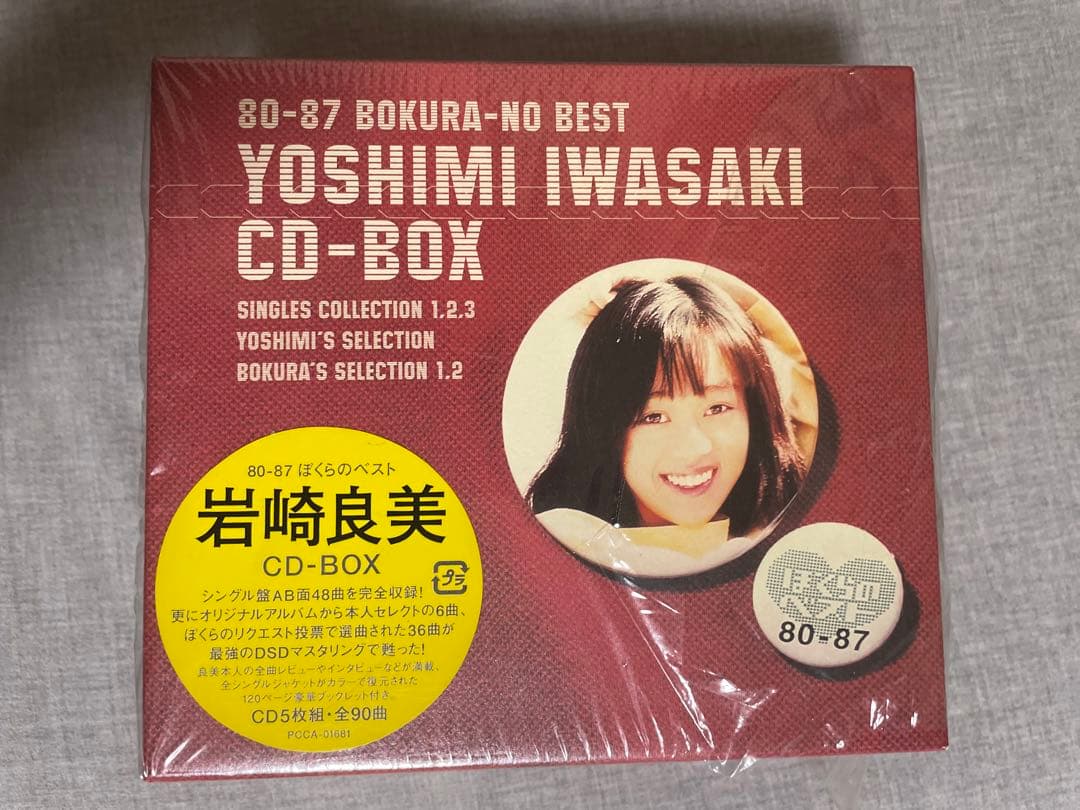 80-87 BOKURA-NO BEST
YOSHIMI IWASAKI
CD-BOX
SINGLES COLLECTION 1.2.3
YOSHIMI'S SELECTION
BOKURA'S SELECTION 1.2
80-87 ぼくらのベスト
岩崎良美
CD-BOX
プラ
シングル盤AB面48曲を完全収録!
更にオリジナルアルバムから本人セレクトの6曲、
ぼくらのリクエスト投票で選曲された36曲が
最強のDSDマスタリングで甦った!
良美本人の全曲レビューやインタビューなどが満載、
全シングルジャケットがカラーで復元された
120ページ豪華ブックレット付き
CD5枚組・全90曲
PCCA-01681
ぼくらの
ベスト
80-87